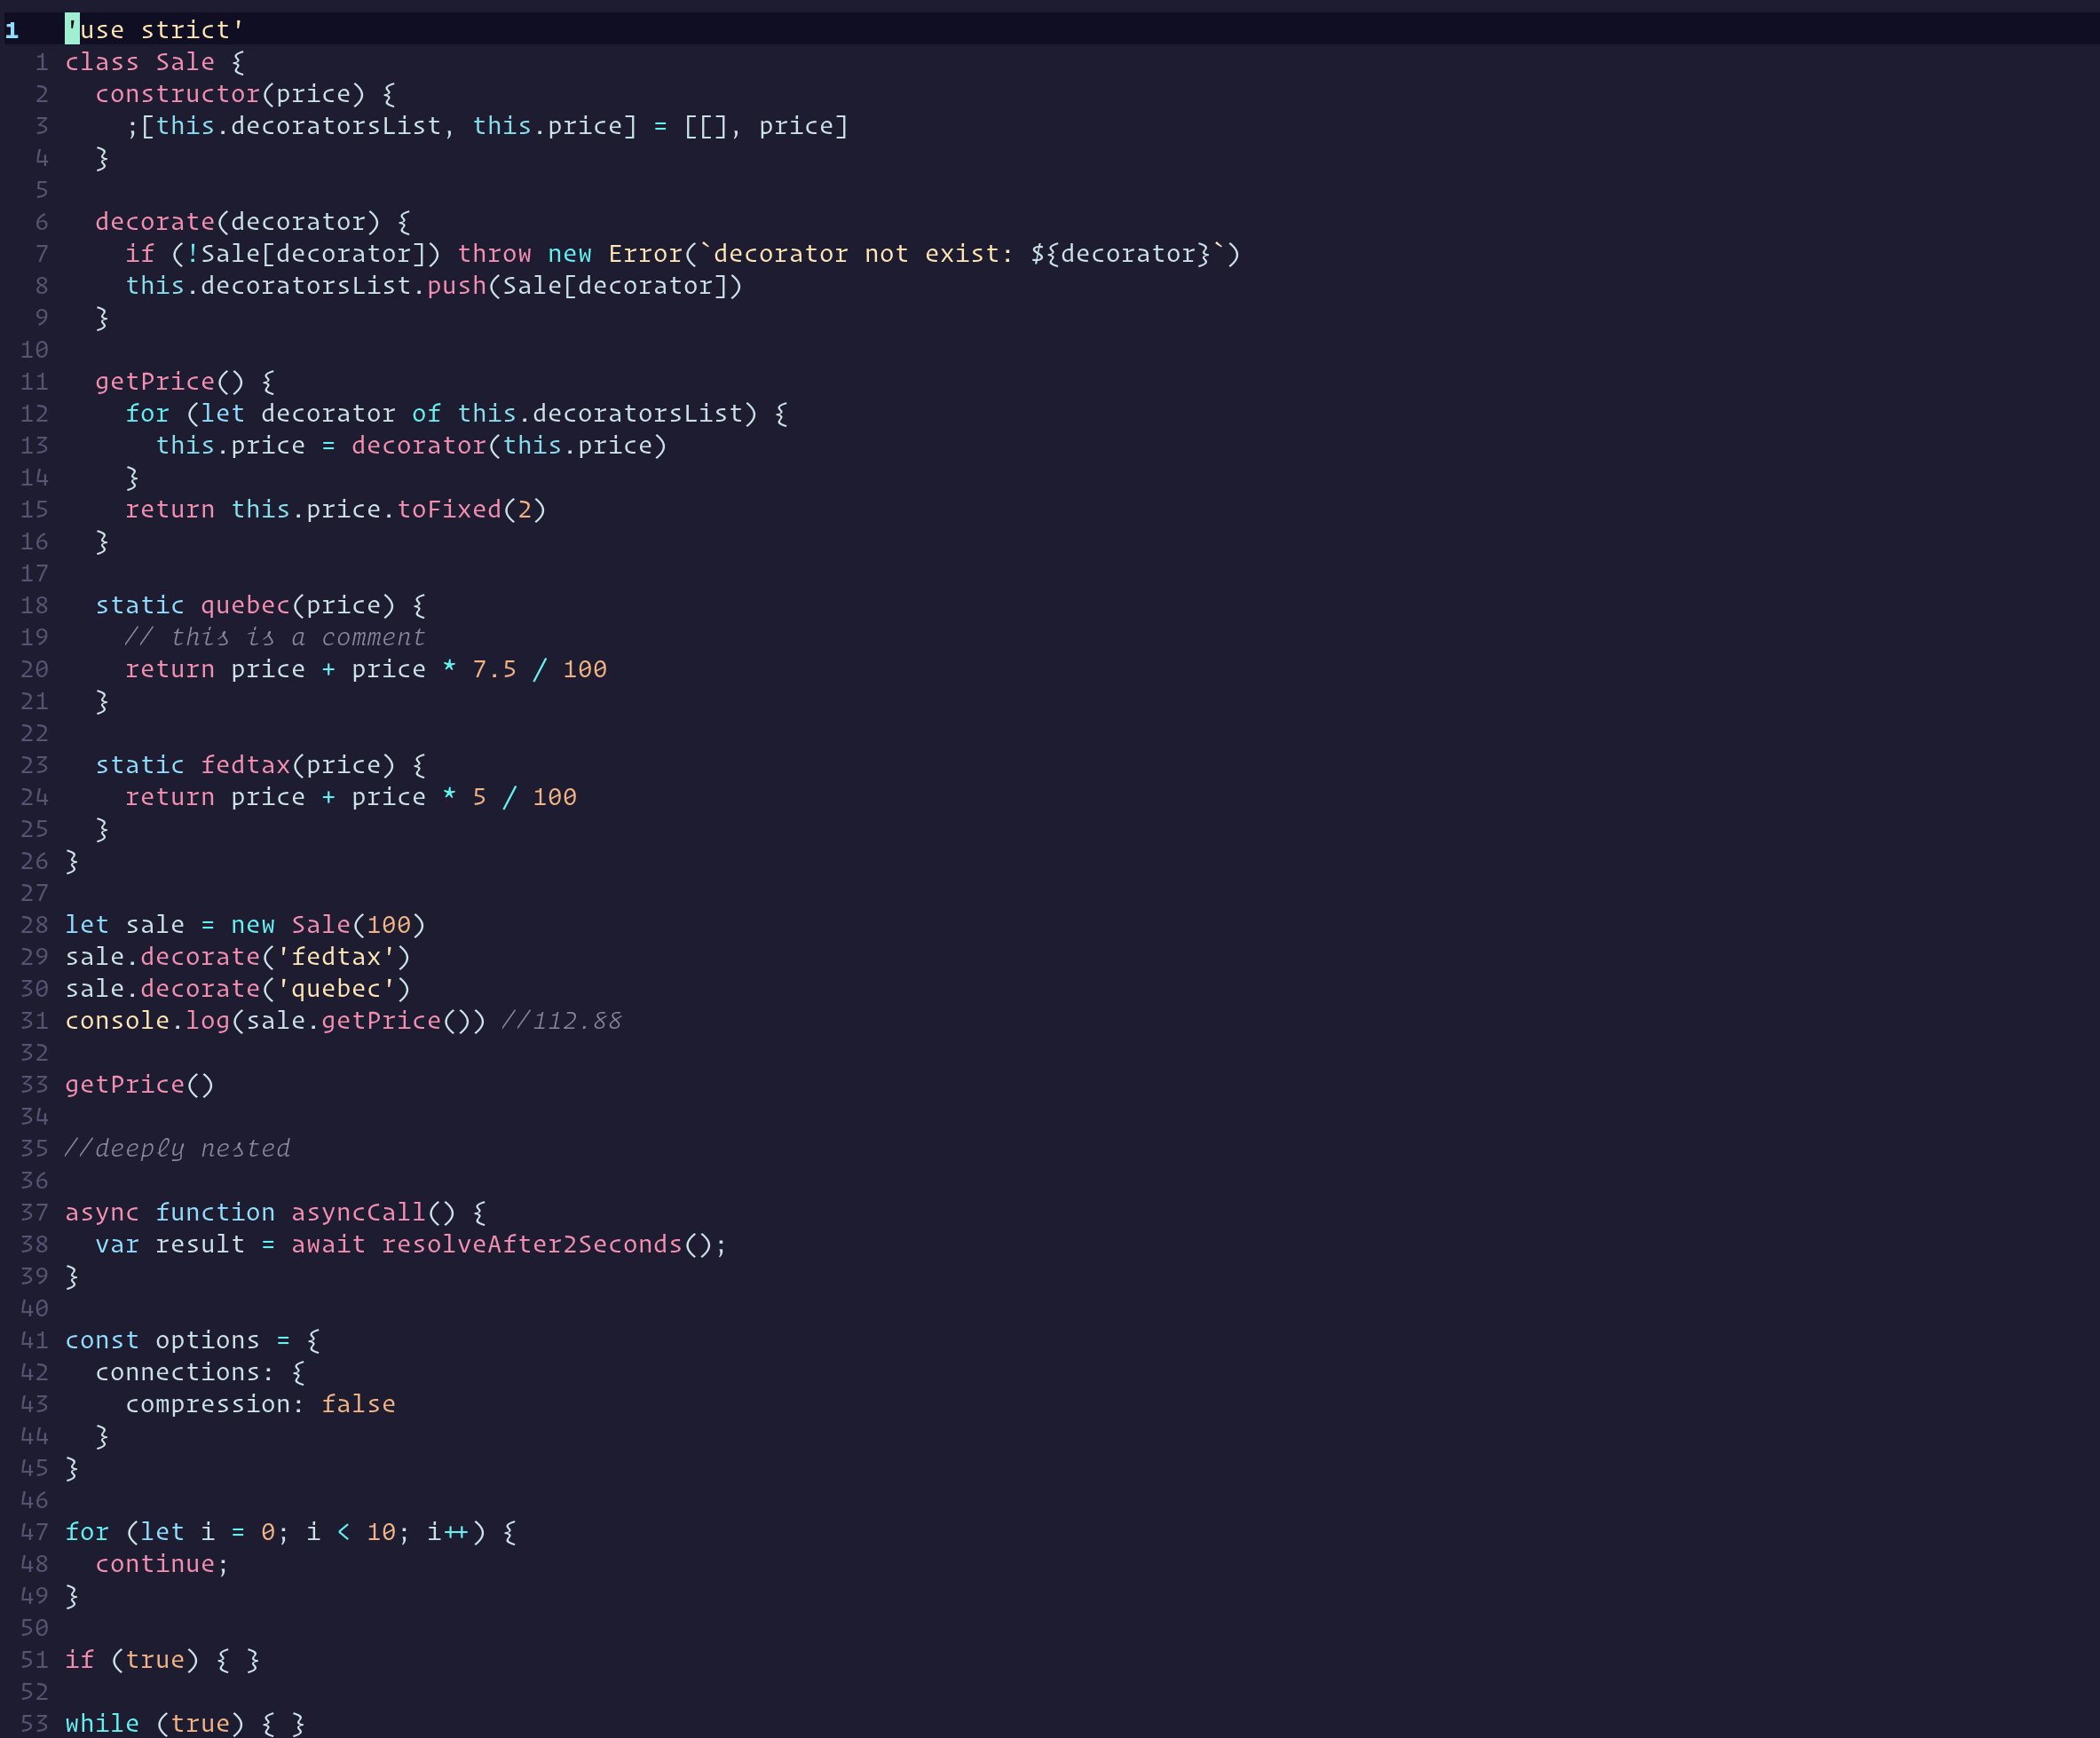 1 'use strict'
1 class Sale {
2   constructor(price) {
3     ;[this.decoratorsList, this.price] = [[], price]
4   }
5
6   decorate(decorator) {
7     if (!Sale[decorator]) throw new Error(`decorator not exist: ${decorator}`)
8     this.decoratorsList.push(Sale[decorator])
9   }
10
11   getPrice() {
12     for (let decorator of this.decoratorsList) {
13       this.price = decorator(this.price)
14     }
15     return this.price.toFixed(2)
16   }
17
18   static quebec(price) {
19     // this is a comment
20     return price + price * 7.5 / 100
21   }
22
23   static fedtax(price) {
24     return price + price * 5 / 100
25   }
26 }
27
28 let sale = new Sale(100)
29 sale.decorate('fedtax')
30 sale.decorate('quebec')
31 console.log(sale.getPrice()) //112.88
32
33 getPrice()
34
35 //deeply nested
36
37 async function asyncCall() {
38   var result = await resolveAfter2Seconds();
39 }
40
41 const options = {
42   connections: {
43     compression: false
44   }
45 }
46
47 for (let i = 0; i < 10; i++) {
48   continue;
49 }
50
51 if (true) { }
52
53 while (true) { }